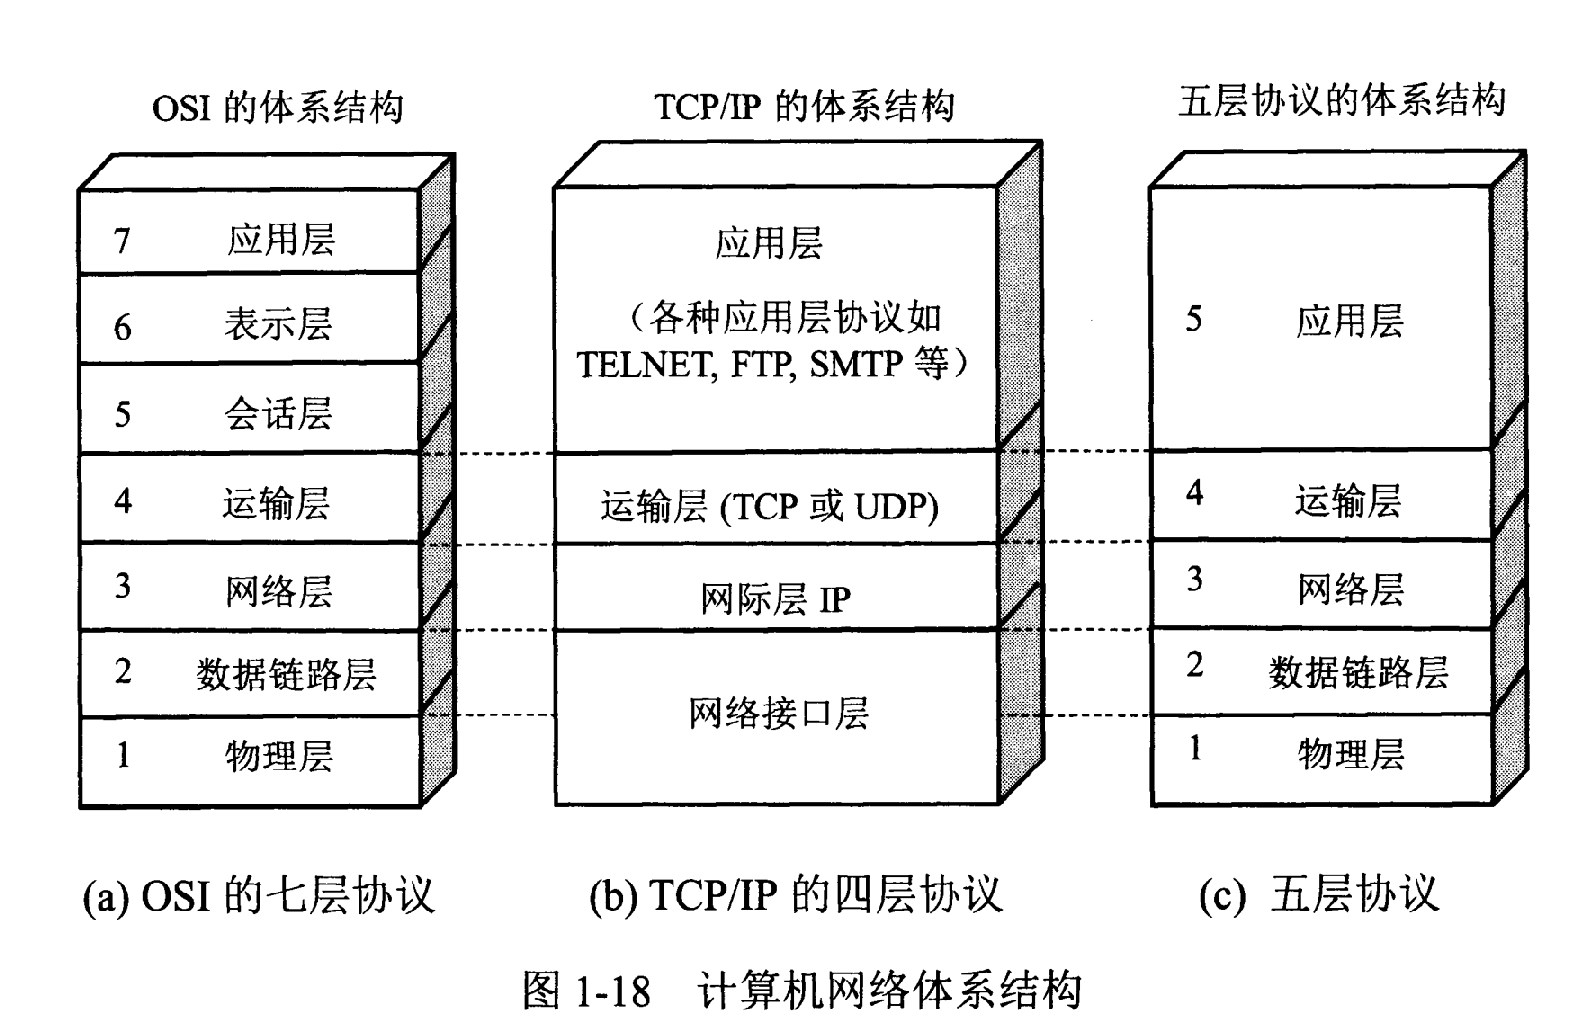 OSI 的体系结构
7 应用层
6 表示层
5 会话层
4 运输层
3 网络层
2 数据链路层
1 物理层
(a) OSI 的七层协议
TCP/IP 的体系结构
应用层
（各种应用层协议如
TELNET, FTP, SMTP 等）
运输层 (TCP 或 UDP)
网际层 IP
网络接口层
(b) TCP/IP 的四层协议
五层协议的体系结构
5 应用层
4 运输层
3 网络层
2 数据链路层
1 物理层
(c) 五层协议
图 1-18 计算机网络体系结构